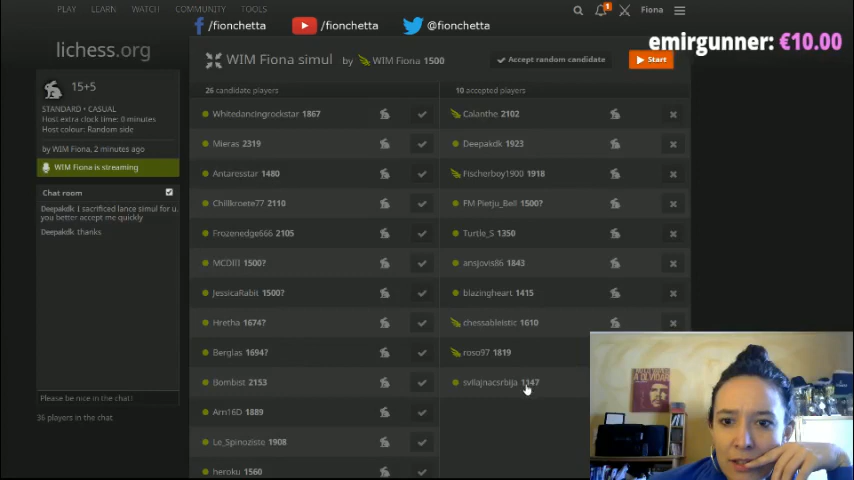 PLAY LEARN WATCH COMMUNITY TOOLS
Fiona
/fionchetta /fionchetta @fionchetta
emirgunner: €10.00
lichess.org
WIM Fiona simul by WIM Fiona 1500
Accept random candidate
Start
15+5
STANDARD • CASUAL
Host extra clock time: 0 minutes
Host colour: Random side
by WIM Fiona, 2 minutes ago
WIM Fiona is streaming
Chat room
Deepakdk I sacrificed lance simul for u,
you better accept me quickly
Deepakdk thanks
Please be nice in the chat!
36 players in the chat
26 candidate players
Whitedancingrockstar 1867
Mieras 2319
Antaresstar 1480
Chillkroete77 2110
Frozenedge666 2105
MCDIII 1500?
JessicaRabit 1500?
Hretha 1674?
Berglas 1694?
Bombist 2153
Arn16D 1889
Le_Spinoziste 1908
heroku 1560
10 accepted players
Calanthe 2102
Deepakdk 1923
Fischerboy1900 1918
FM Pietju_Bell 1500?
Turtle_S 1350
ansjovis86 1843
blazingheart 1415
chessableistic 1610
roso97 1819
svilajnacsrbija 1347